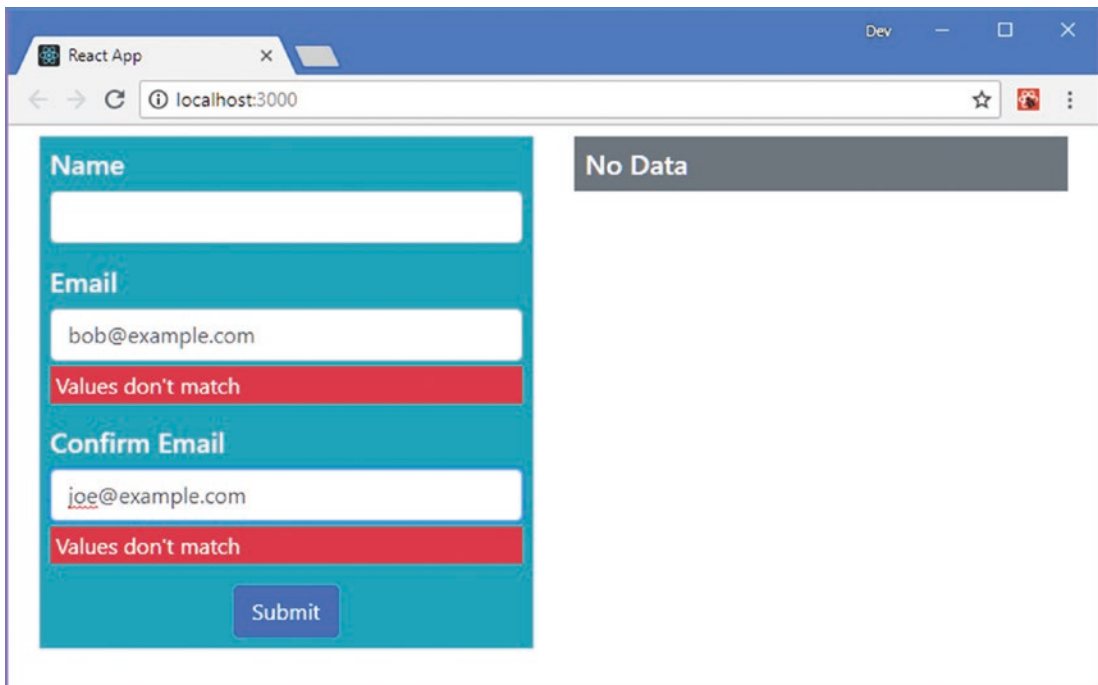 Dev
React App
localhost:3000
Name
Email
bob@example.com
Values don't match
Confirm Email
joe@example.com
Values don't match
Submit
No Data